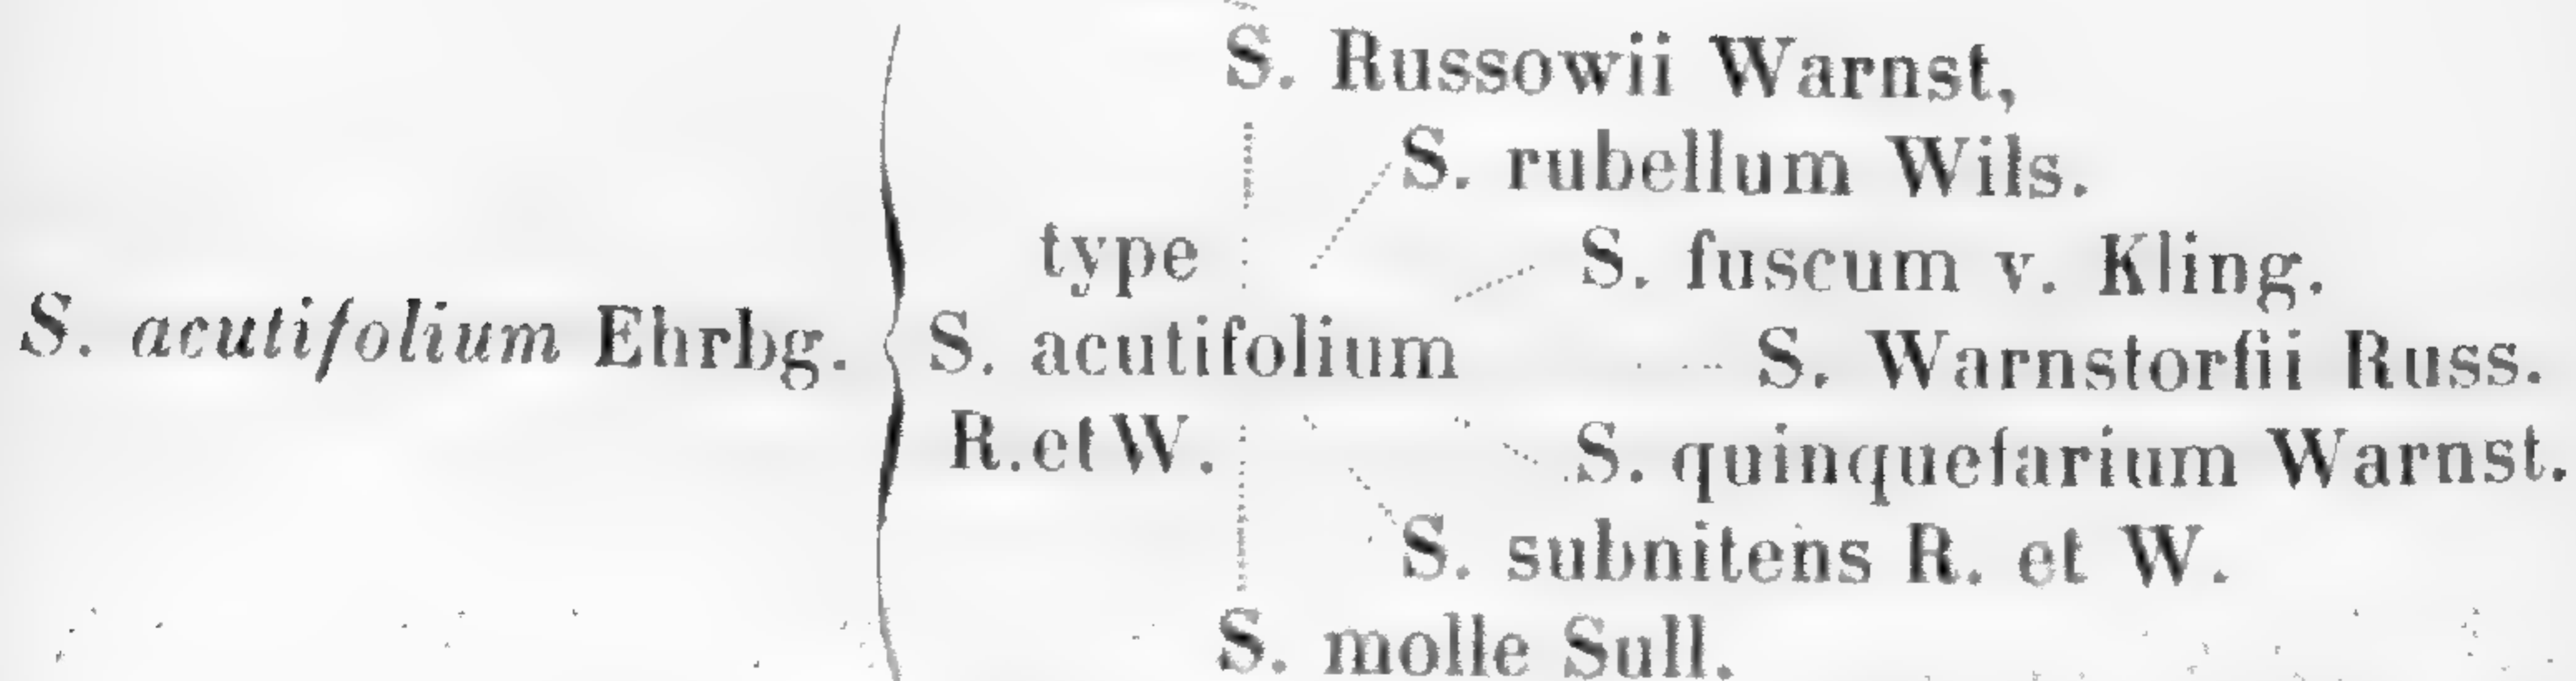 S. Russowii Warnst,
S. rubellum Wils.
type
S. fuscum v. Kling.
S. acutifolium Ehrbg.
S. acutifolium
S. Warnstorfii Russ.
R. et W.
S. quinquefarium Warnst.
S. subnitens R. et W.
S. molle Sull.